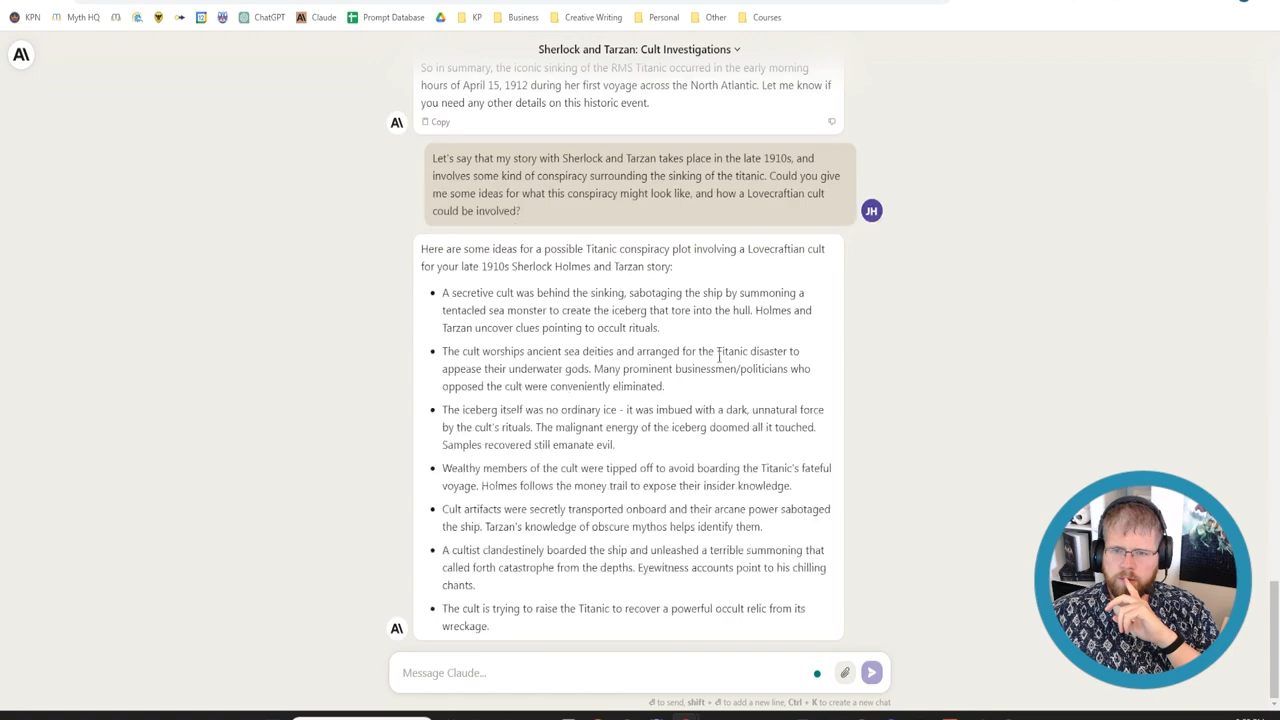 KPN Myth HQ ChatGPT Claude Prompt Database KP Business Creative Writing Personal Other Courses
A\
Sherlock and Tarzan: Cult Investigations
So in summary, the iconic sinking of the RMS Titanic occurred in the early morning
hours of April 15, 1912 during her first voyage across the North Atlantic. Let me know if
you need any other details on this historic event.
A\
Copy
Let's say that my story with Sherlock and Tarzan takes place in the late 1910s, and
involves some kind of conspiracy surrounding the sinking of the titanic. Could you give
me some ideas for what this conspiracy might look like, and how a Lovecraftian cult
could be involved?
JH
Here are some ideas for a possible Titanic conspiracy plot involving a Lovecraftian cult
for your late 1910s Sherlock Holmes and Tarzan story:
• A secretive cult was behind the sinking, sabotaging the ship by summoning a
tentacled sea monster to create the iceberg that tore into the hull. Holmes and
Tarzan uncover clues pointing to occult rituals.
• The cult worships ancient sea deities and arranged for the Titanic disaster to
appease their underwater gods. Many prominent businessmen/politicians who
opposed the cult were conveniently eliminated.
• The iceberg itself was no ordinary ice - it was imbued with a dark, unnatural force
by the cult's rituals. The malignant energy of the iceberg doomed all it touched.
Samples recovered still emanate evil.
• Wealthy members of the cult were tipped off to avoid boarding the Titanic's fateful
voyage. Holmes follows the money trail to expose their insider knowledge.
• Cult artifacts were secretly transported onboard and their arcane power sabotaged
the ship. Tarzan's knowledge of obscure mythos helps identify them.
• A cultist clandestinely boarded the ship and unleashed a terrible summoning that
called forth catastrophe from the depths. Eyewitness accounts point to his chilling
chants.
• The cult is trying to raise the Titanic to recover a powerful occult relic from its
wreckage.
A\
Message Claude...
to send, shift + to add a new line, Ctrl + K to create a new chat